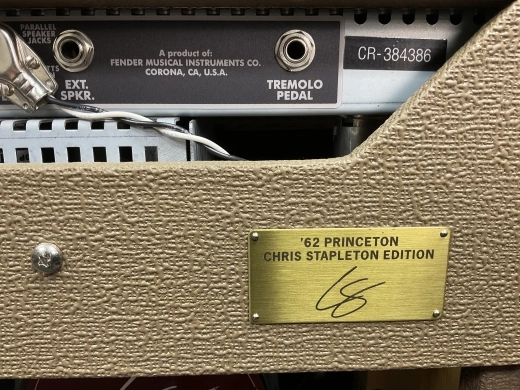 PARALLEL
SPEAKER
JACKS
EXT.
SPKR.
A product of:
FENDER MUSICAL INSTRUMENTS CO.
CORONA, CA, U.S.A.
TREMOLO
PEDAL
CR-384386
'62 PRINCETON
CHRIS STAPLETON EDITION